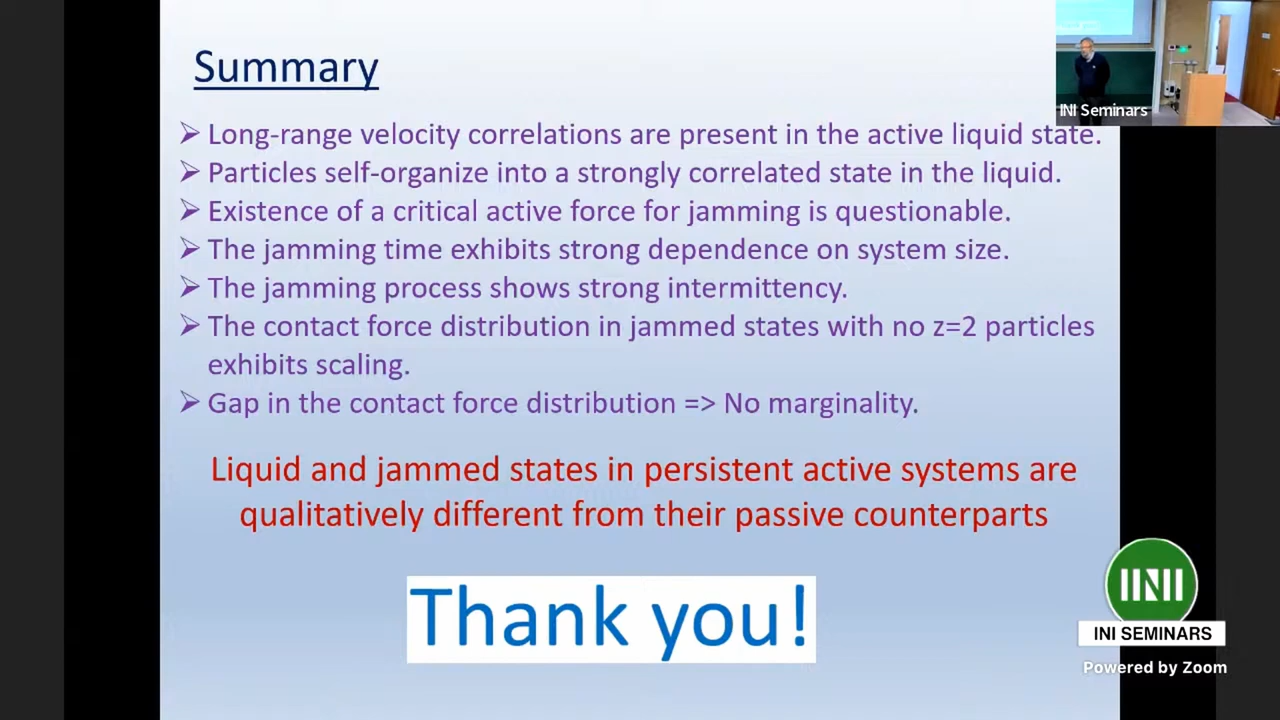 Summary
➢ Long-range velocity correlations are present in the active liquid state.
➢ Particles self-organize into a strongly correlated state in the liquid.
➢ Existence of a critical active force for jamming is questionable.
➢ The jamming time exhibits strong dependence on system size.
➢ The jamming process shows strong intermittency.
➢ The contact force distribution in jammed states with no z=2 particles
exhibits scaling.
➢ Gap in the contact force distribution => No marginality.
Liquid and jammed states in persistent active systems are
qualitatively different from their passive counterparts
Thank you!
INI Seminars
INI
INI SEMINARS
Powered by Zoom